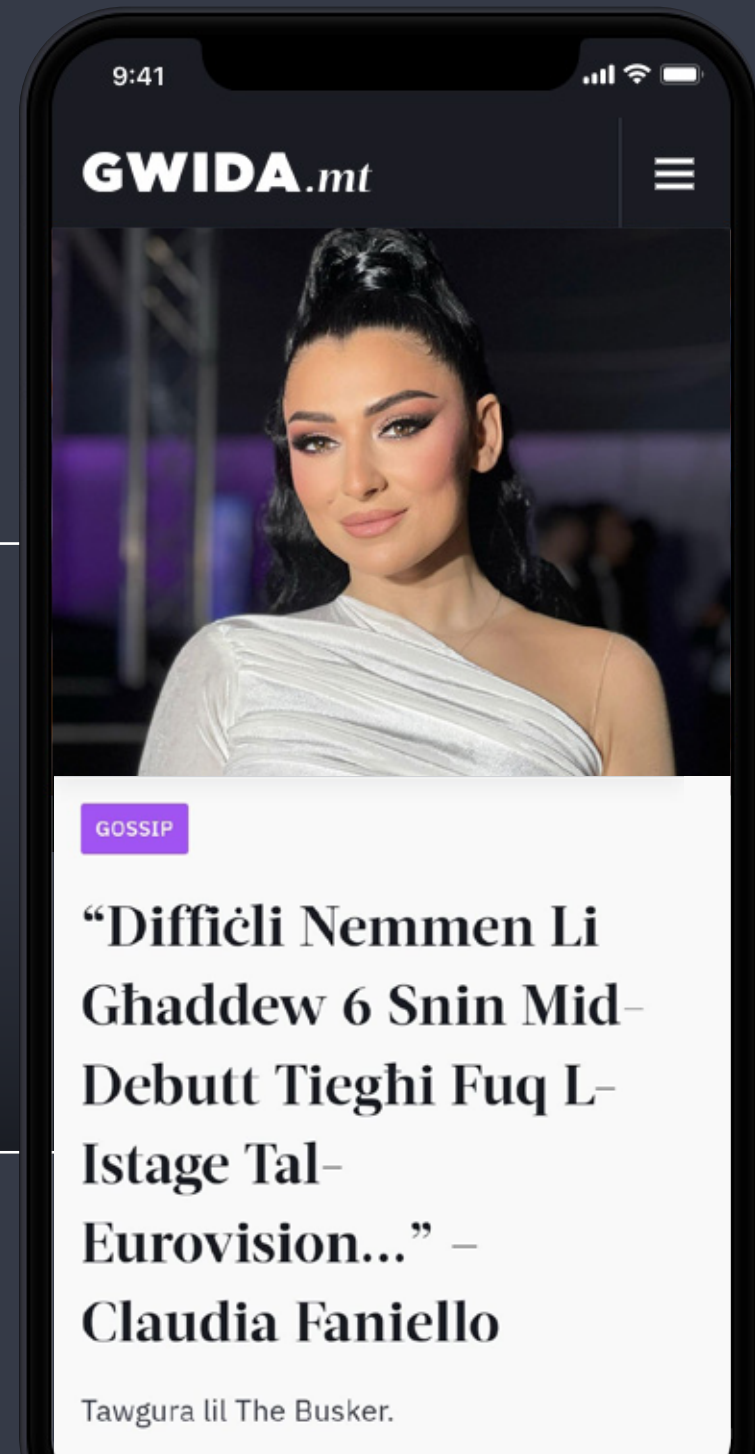 9:41
GWIDA.mt
GOSSIP
“Diffiċli Nemmen Li
Għaddew 6 Snin Mid-
Debutt Tiegħi Fuq L-
Istage Tal-
Eurovision...” –
Claudia Faniello
Tawgura lil The Busker.